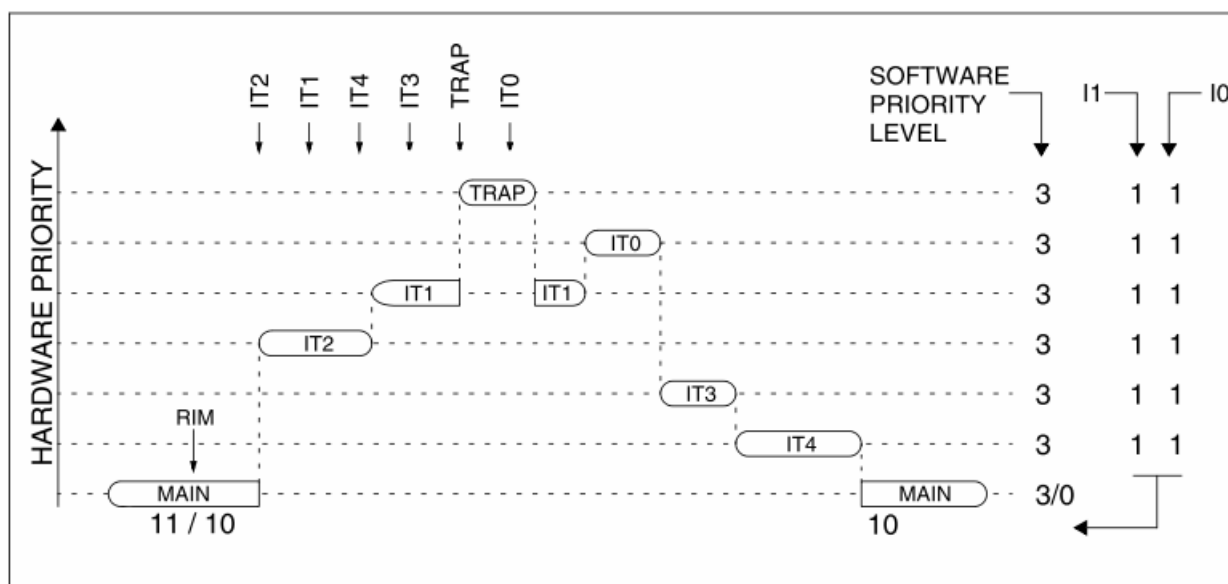 IT2
IT1
IT4
IT3
TRAP
IT0
SOFTWARE
PRIORITY
LEVEL
I1
I0
HARDWARE PRIORITY
TRAP
3 1 1
IT0
3 1 1
IT1
IT1
3 1 1
IT2
3 1 1
IT3
3 1 1
RIM
IT4
3 1 1
MAIN
MAIN
3/0
11 / 10
10